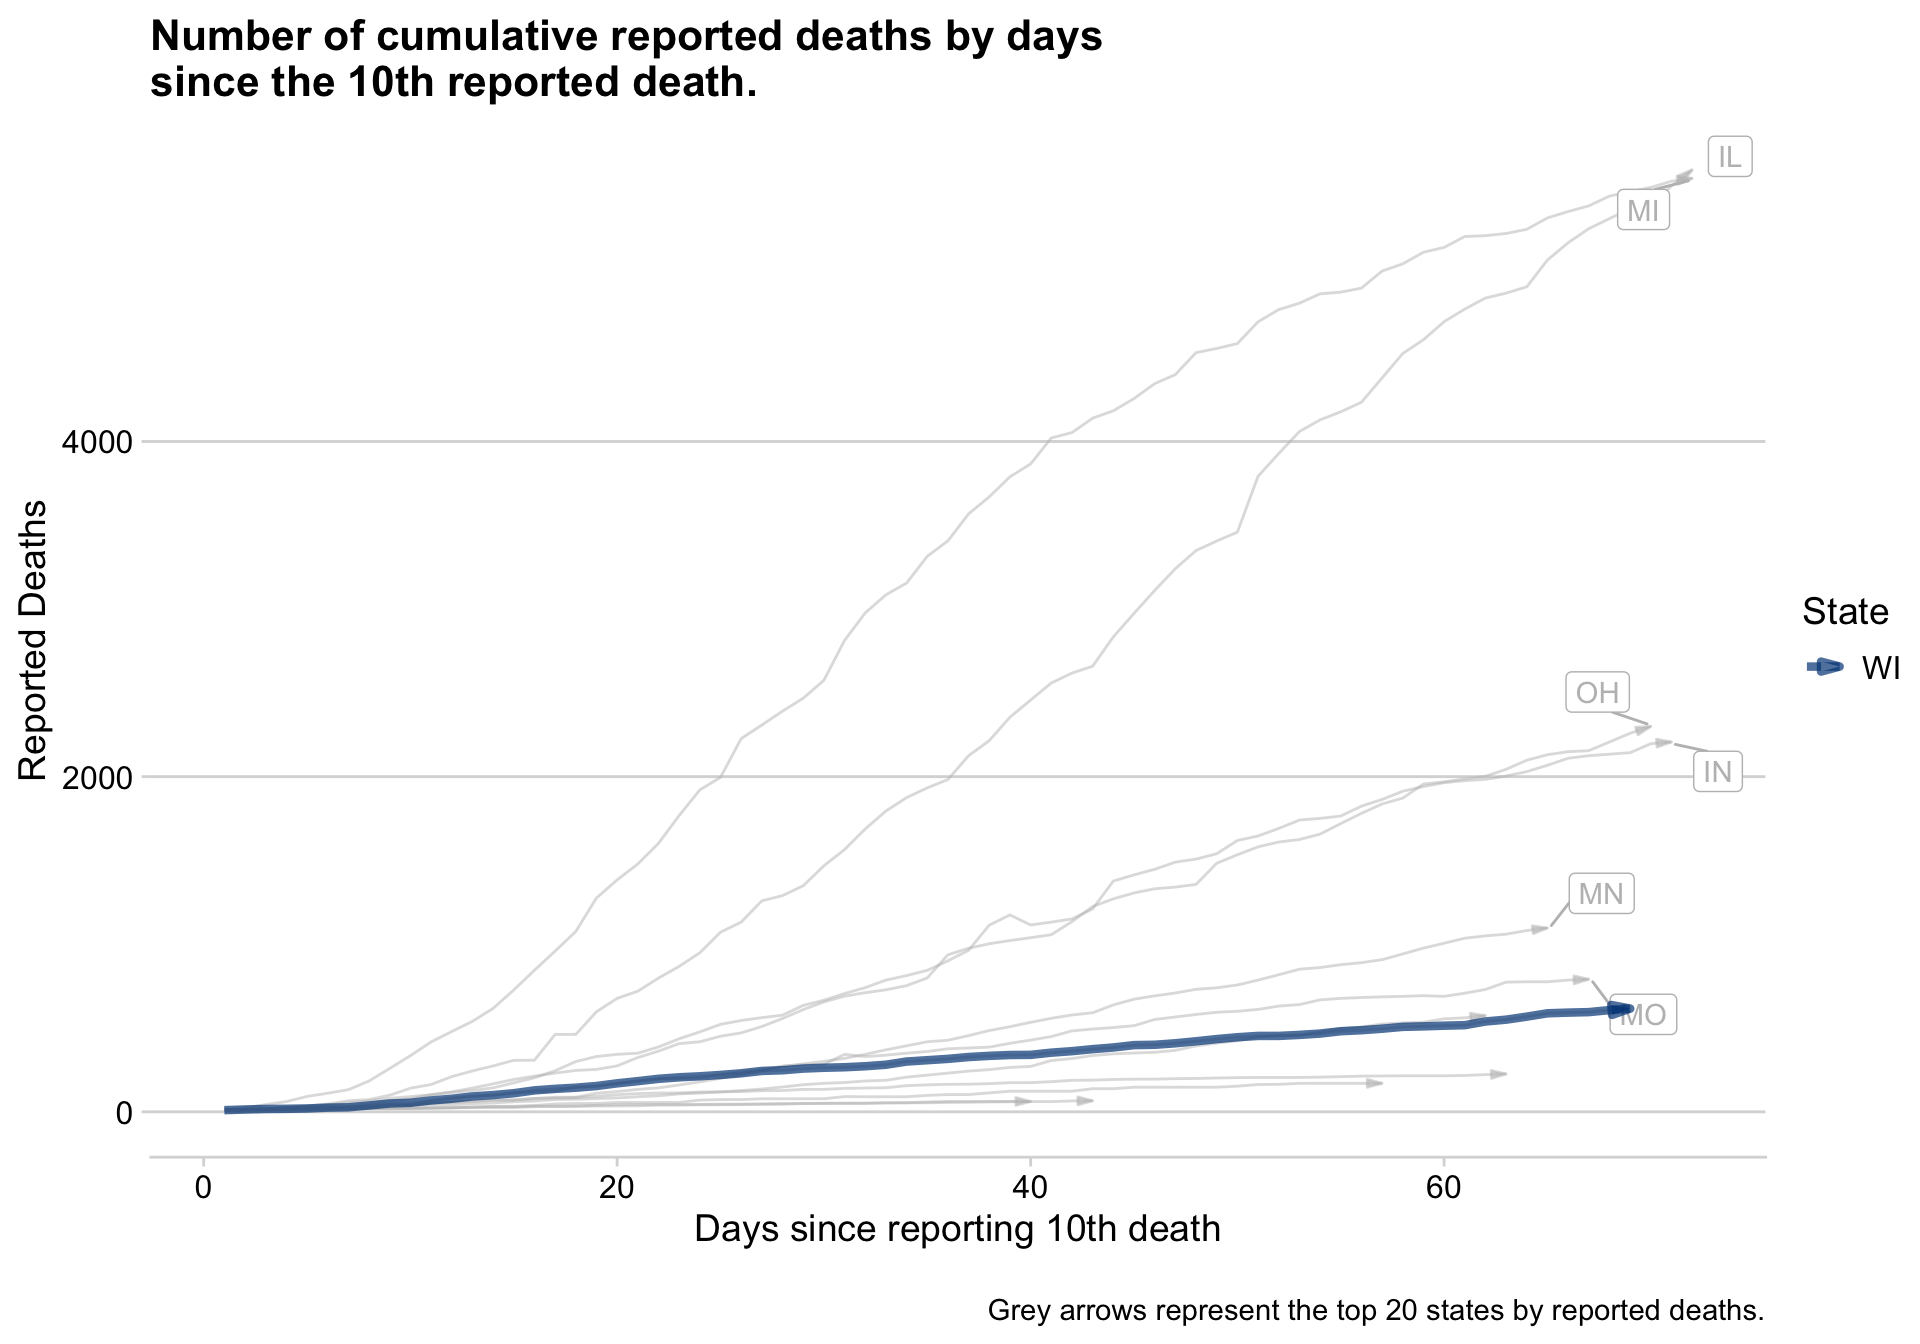 Number of cumulative reported deaths by days
since the 10th reported death.
IL
MI
4000
Reported Deaths
State
WI
OH
2000
IN
MN
MO
0
0 20 40 60
Days since reporting 10th death
Grey arrows represent the top 20 states by reported deaths.